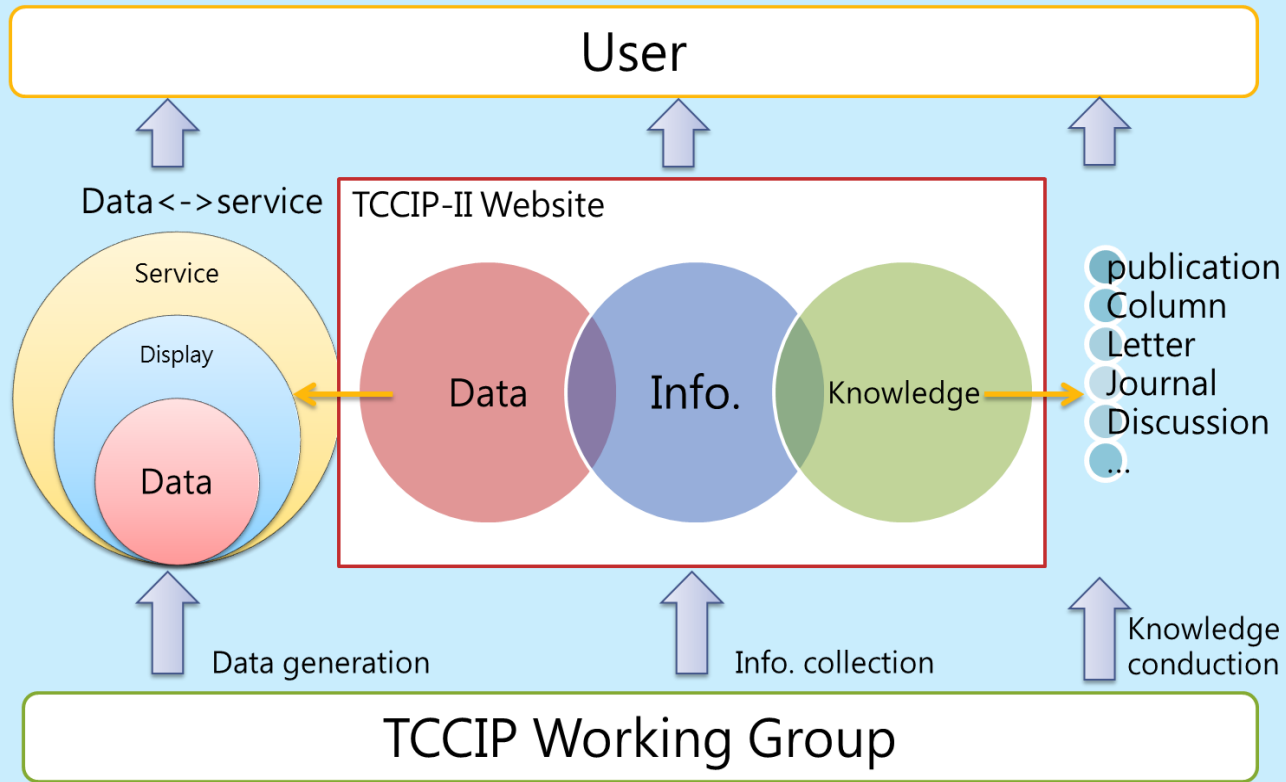 User
Data<->service
TCCIP-II Website
Service
Display
Data
Data
Info.
Knowledge
publication
Column
Letter
Journal
Discussion
...
Data generation
Info. collection
Knowledge
conduction
TCCIP Working Group